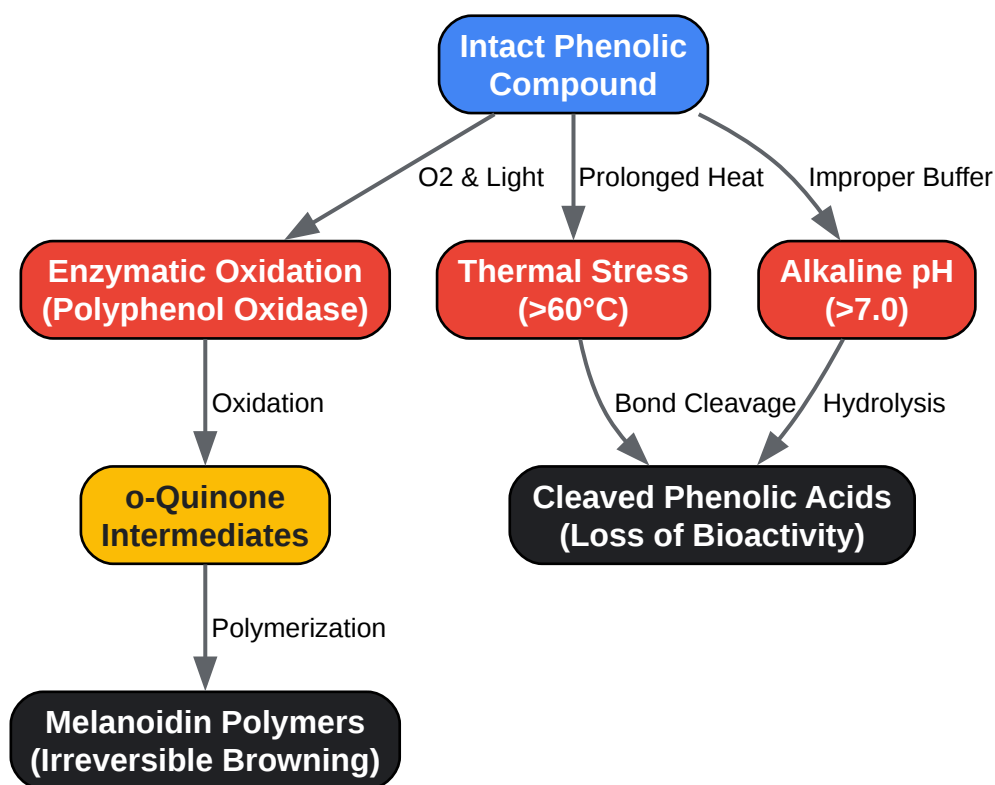 Intact Phenolic
Compound
O2 & Light
Prolonged Heat
Improper Buffer
Enzymatic Oxidation
(Polyphenol Oxidase)
Thermal Stress
(>60°C)
Alkaline pH
(>7.0)
Oxidation
Bond Cleavage
Hydrolysis
o-Quinone
Intermediates
Cleaved Phenolic Acids
(Loss of Bioactivity)
Polymerization
Melanoidin Polymers
(Irreversible Browning)